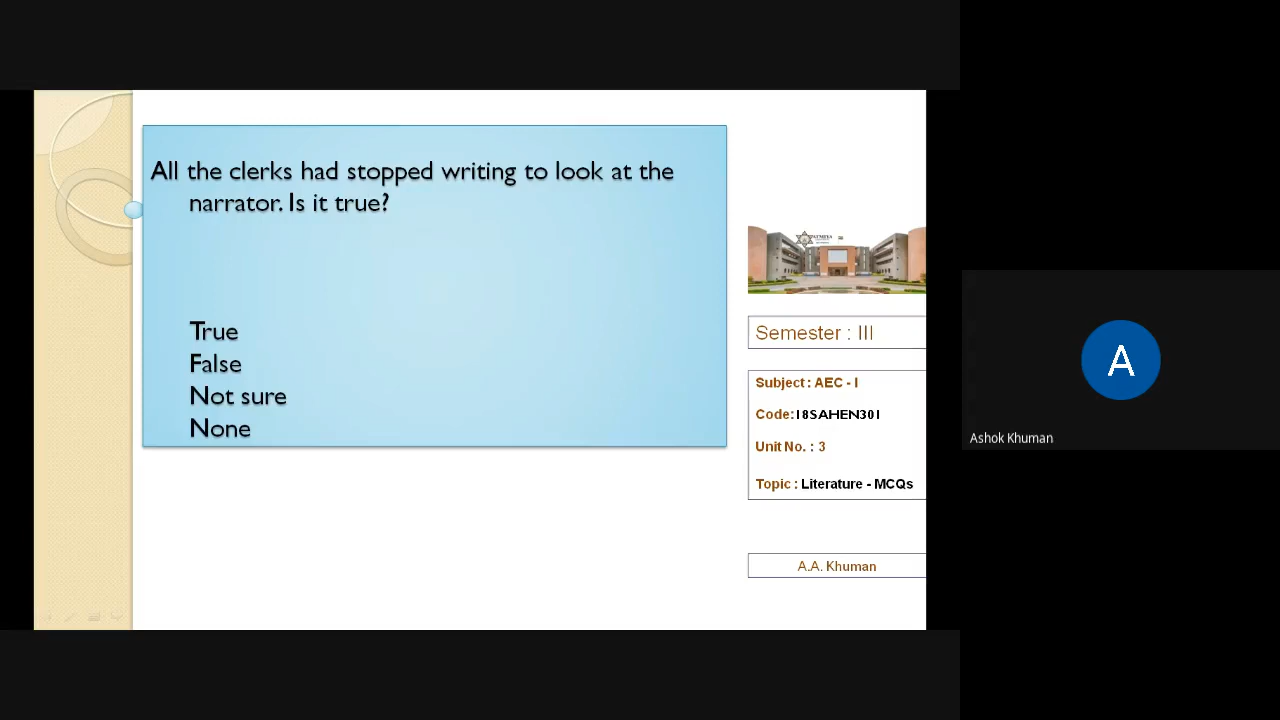 All the clerks had stopped writing to look at the
narrator. Is it true?
True
False
Not sure
None
Semester : III
Subject : AEC - I
Code:18SAHEN301
Unit No. : 3
Topic : Literature - MCQs
A.A. Khuman
A
Ashok Khuman